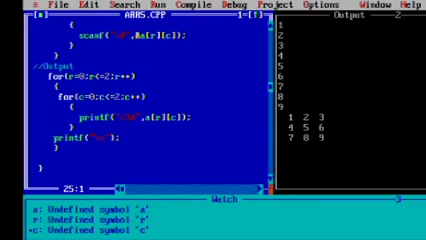 ≡ File Edit Search Run Compile Debug Project Options Window Help
[■] ARR5.CPP 1=[↑]
Output 2
{
scanf("%d",&a[r][c]);
}
}
//Output
for(r=0;r<=2;r++)
{
for(c=0;c<=2;c++)
{
printf("%3d",a[r][c]);
}
printf("\n");
}
}
25:1
1
2
3
4
5
6
7
8
9
1 2 3
4 5 6
7 8 9
Watch 3
a: Undefined symbol 'a'
r: Undefined symbol 'r'
•c: Undefined symbol 'c'